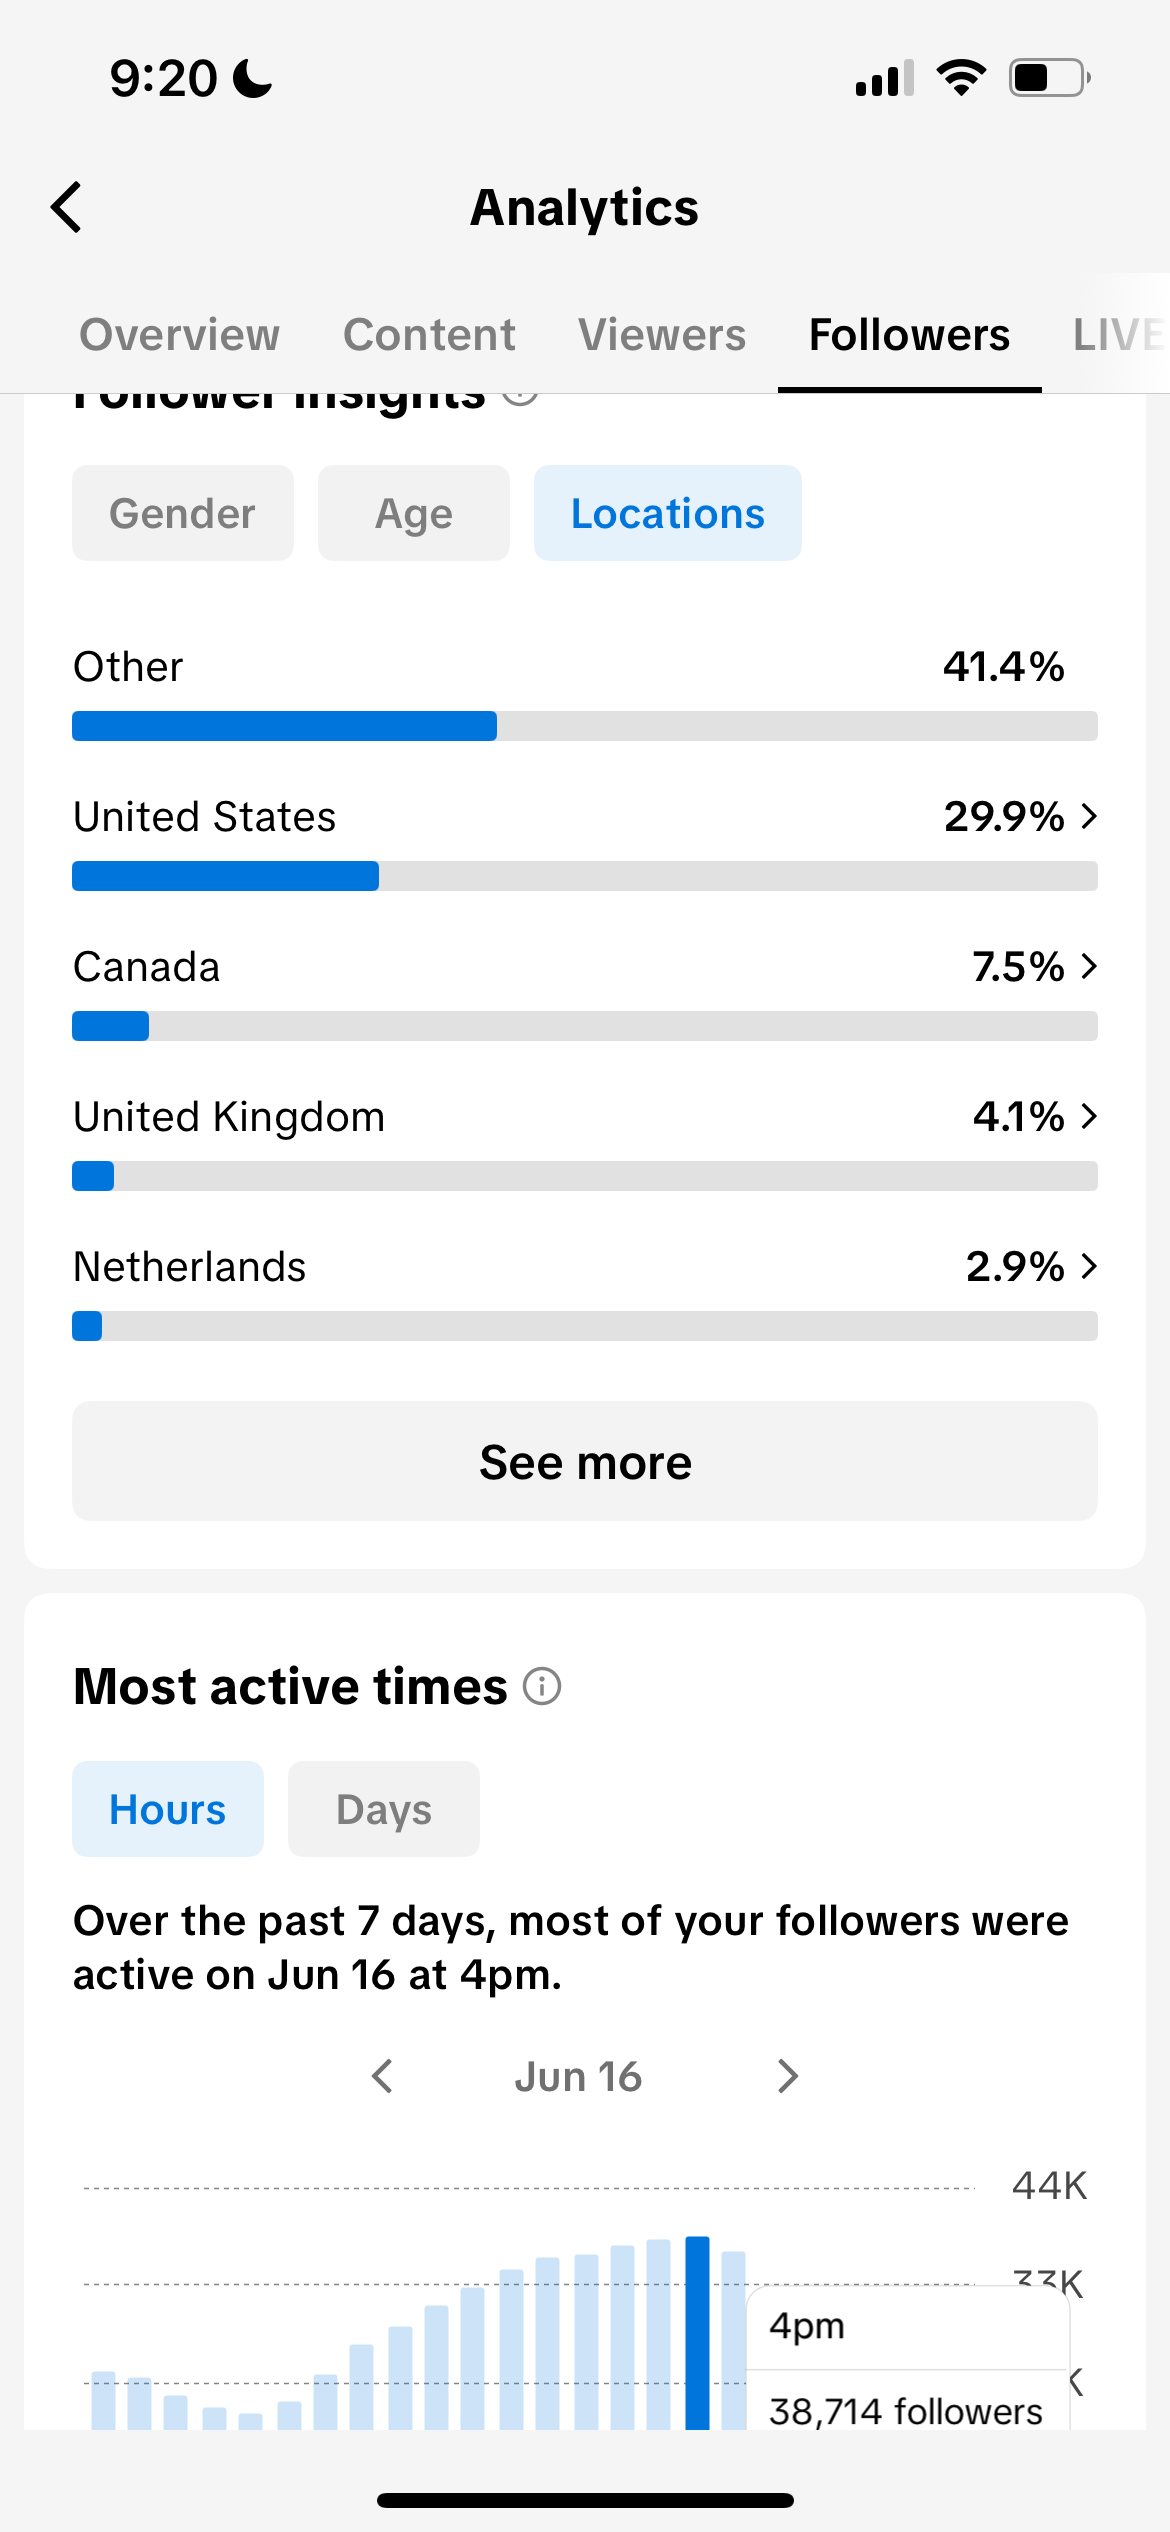 9:20
Analytics
Overview Content Viewers Followers LIVE
Follower Insights
Gender Age Locations
Other 41.4%
United States 29.9%
Canada 7.5%
United Kingdom 4.1%
Netherlands 2.9%
See more
Most active times
Hours Days
Over the past 7 days, most of your followers were
active on Jun 16 at 4pm.
Jun 16
44K
33K
4pm
38,714 followers